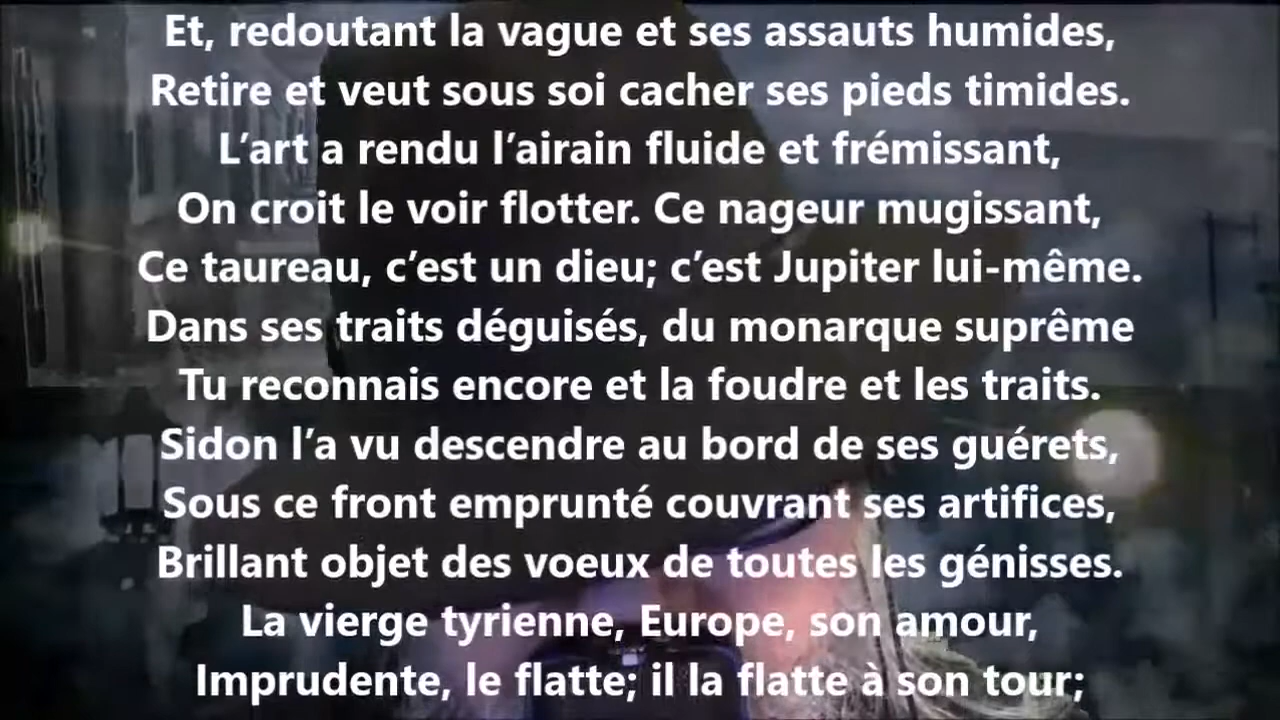 Et, redoutant la vague et ses assauts humides,
Retire et veut sous soi cacher ses pieds timides.
L’art a rendu l’airain fluide et frémissant,
On croit le voir flotter. Ce nageur mugissant,
Ce taureau, c’est un dieu; c’est Jupiter lui-même.
Dans ses traits déguisés, du monarque suprême
Tu reconnais encore et la foudre et les traits.
Sidon l’a vu descendre au bord de ses guérets,
Sous ce front emprunté couvrant ses artifices,
Brillant objet des voeux de toutes les génisses.
La vierge tyrienne, Europe, son amour,
Imprudente, le flatte; il la flatte à son tour;